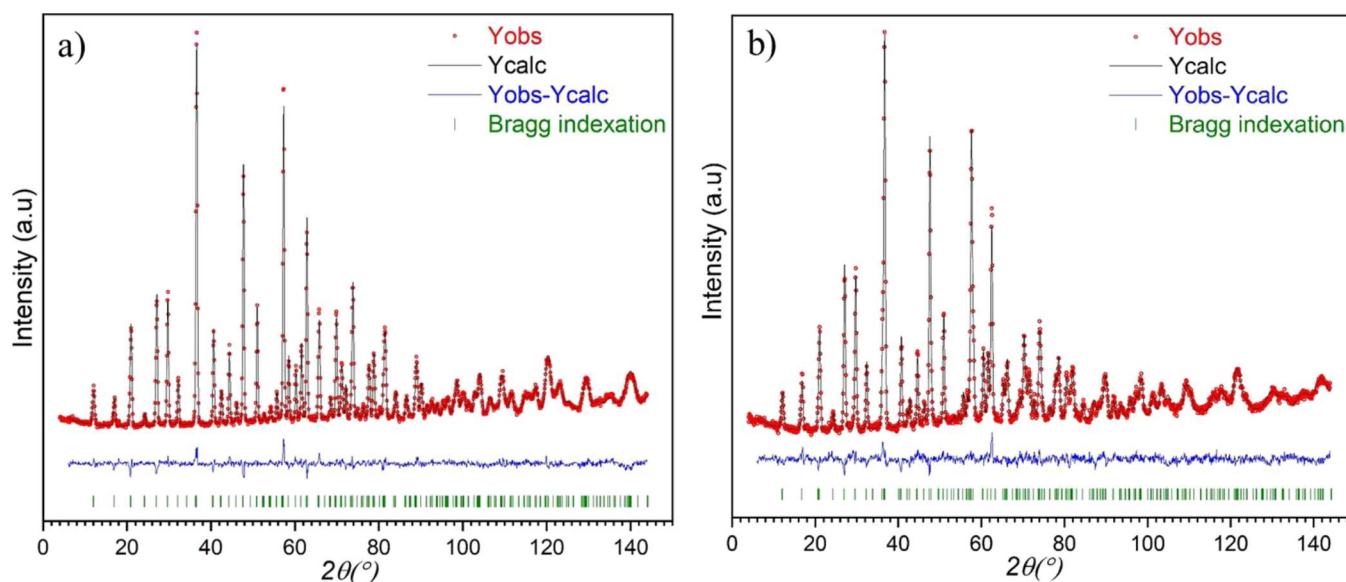 a)
Yobs
Ycalc
Yobs-Ycalc
Bragg indexation
Intensity (a.u)
0 20 40 60 80 100 120 140
2θ(°)
b)
Yobs
Ycalc
Yobs-Ycalc
Bragg indexation
Intensity (a.u)
0 20 40 60 80 100 120 140
2θ(°)